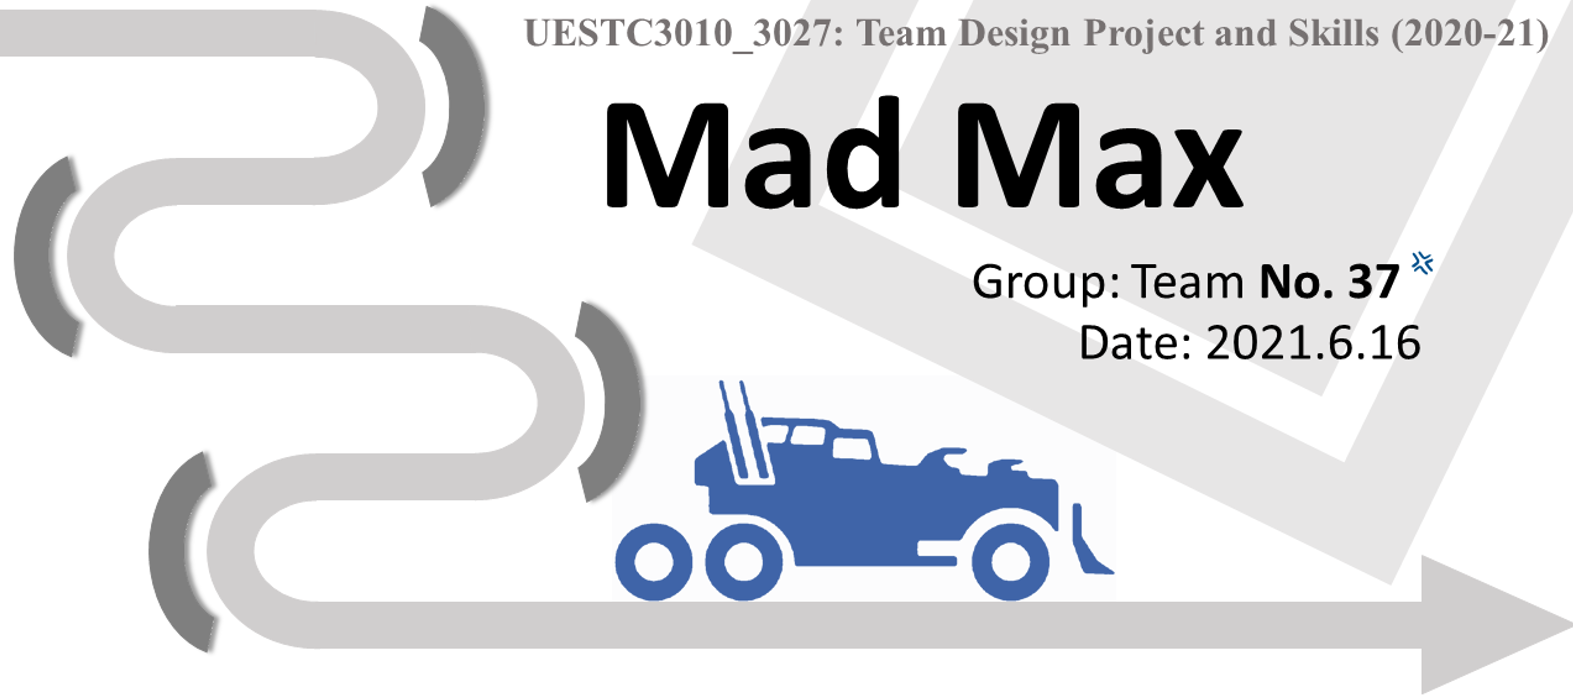 UESTC3010_3027: Team Design Project and Skills (2020-21)
Mad Max
Group: Team No. 37
Date: 2021.6.16